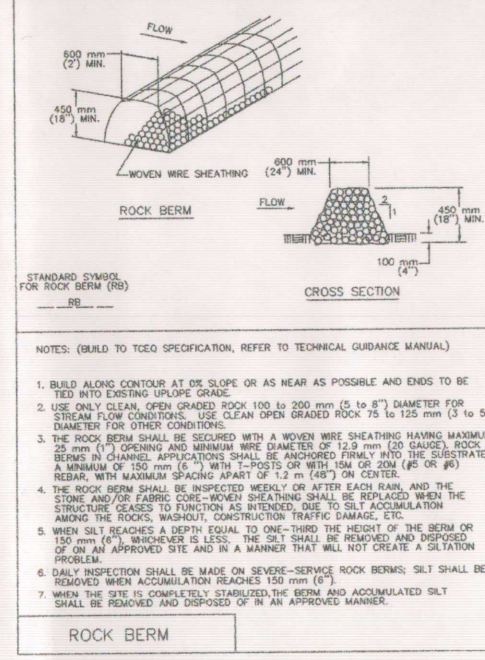 FLOW
600 mm
(2') MIN.
450 mm
(18") MIN.
WOVEN WIRE SHEATHING
ROCK BERM
600 mm
(24") MIN.
FLOW
2
1
450 mm
(18") MIN.
100 mm
(4")
CROSS SECTION
STANDARD SYMBOL
FOR ROCK BERM (RB)
RB
NOTES: (BUILD TO TCEQ SPECIFICATION, REFER TO TECHNICAL GUIDANCE MANUAL)
1. BUILD ALONG CONTOUR AT 0% SLOPE OR AS NEAR AS POSSIBLE AND ENDS TO BE
TIED INTO EXISTING UPLOPE GRADE
2. USE ONLY CLEAN, OPEN GRADED ROCK 100 to 200 mm (5 to 8") DIAMETER FOR
STREAM FLOW CONDITIONS. USE CLEAN OPEN GRADED ROCK 75 to 125 mm (3 to 5
DIAMETER FOR OTHER CONDITIONS.
3. THE ROCK BERM SHALL BE SECURED WITH A WOVEN WIRE SHEATHING HAVING MAXIMU
25 mm (1") OPENING AND MINIMUM WIRE DIAMETER OF 12.9 mm (20 GAUGE). ROCK
BERMS IN CHANNEL APPLICATIONS SHALL BE ANCHORED FIRMLY INTO THE SUBSTRATE
A MINIMUM OF 150 mm (6 ") WITH T-POSTS OR WITH 15M OR 20M (#5 OR #6)
REBAR, WITH MAXIMUM SPACING APART OF 1.2 m (48") ON CENTER.
4. THE ROCK BERM SHALL BE INSPECTED WEEKLY OR AFTER EACH RAIN, AND THE
STONE AND/OR FABRIC CORE-WOVEN SHEATHING SHALL BE REPLACED WHEN THE
STRUCTURE CEASES TO FUNCTION AS INTENDED, DUE TO SILT ACCUMULATION
AMONG THE ROCKS, WASHOUT, CONSTRUCTION TRAFFIC DAMAGE, ETC.
5. WHEN SILT REACHES A DEPTH EQUAL TO ONE-THIRD THE HEIGHT OF THE BERM OR
150 mm (6"), WHICHEVER IS LESS. THE SILT SHALL BE REMOVED AND DISPOSED
OF ON AN APPROVED SITE AND IN A MANNER THAT WILL NOT CREATE A SILTATION
PROBLEM.
6. DAILY INSPECTION SHALL BE MADE ON SEVERE-SERVICE ROCK BERMS; SILT SHALL BE
REMOVED WHEN ACCUMULATION REACHES 150 mm (6").
7. WHEN THE SITE IS COMPLETELY STABILIZED,THE BERM AND ACCUMULATED SILT
SHALL BE REMOVED AND DISPOSED OF IN AN APPROVED MANNER.
ROCK BERM